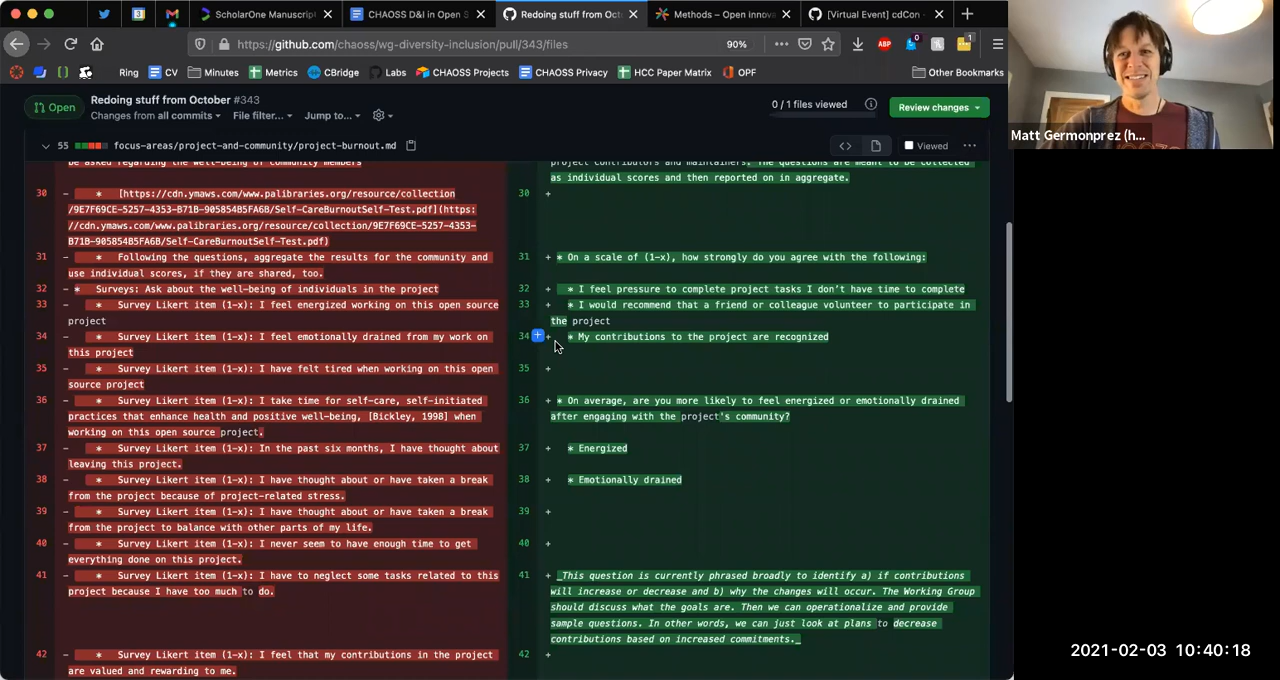 ScholarOne Manuscript
CHAOSS D&I in Open S
Redoing stuff from Octo
Methods – Open innova
[Virtual Event] cdCon -
https://github.com/chaoss/wg-diversity-inclusion/pull/343/files
90%
ABP
0
1
Ring
CV
Minutes
Metrics
CBridge
Labs
CHAOSS Projects
CHAOSS Privacy
HCC Paper Matrix
OPF
Other Bookmarks
Open
Redoing stuff from October #343
Changes from all commits
File filter...
Jump to...
0 / 1 files viewed
Review changes
55
focus-areas/project-and-community/project-burnout.md
Viewed
be asked regarding the well-being of community members
30 - * [https://cdn.ymaws.com/www.palibraries.org/resource/collection
/9E7F69CE-5257-4353-B71B-905854B5FA6B/Self-CareBurnoutSelf-Test.pdf](https:
//cdn.ymaws.com/www.palibraries.org/resource/collection/9E7F69CE-5257-4353-
B71B-905854B5FA6B/Self-CareBurnoutSelf-Test.pdf)
31 - * Following the questions, aggregate the results for the community and
use individual scores, if they are shared, too.
32 - * Surveys: Ask about the well-being of individuals in the project
33 - * Survey Likert item (1-x): I feel energized working on this open source
project
34 - * Survey Likert item (1-x): I feel emotionally drained from my work on
this project
35 - * Survey Likert item (1-x): I have felt tired when working on this open
source project
36 - * Survey Likert item (1-x): I take time for self-care, self-initiated
practices that enhance health and positive well-being, [Bickley, 1998] when
working on this open source project.
37 - * Survey Likert item (1-x): In the past six months, I have thought about
leaving this project.
38 - * Survey Likert item (1-x): I have thought about or have taken a break
from the project because of project-related stress.
39 - * Survey Likert item (1-x): I have thought about or have taken a break
from the project to balance with other parts of my life.
40 - * Survey Likert item (1-x): I never seem to have enough time to get
everything done on this project.
41 - * Survey Likert item (1-x): I have to neglect some tasks related to this
project because I have too much to do.
42 - * Survey Likert item (1-x): I feel that my contributions in the project
are valued and rewarding to me.
project contributors and maintainers. The questions are meant to be collected
as individual scores and then reported on in aggregate.
30 +
31 + * On a scale of (1-x), how strongly do you agree with the following:
32 + * I feel pressure to complete project tasks I don't have time to complete
33 + * I would recommend that a friend or colleague volunteer to participate in
the project
34 + * My contributions to the project are recognized
35 +
36 + * On average, are you more likely to feel energized or emotionally drained
after engaging with the project's community?
37 + * Energized
38 + * Emotionally drained
39 +
40 +
41 + _This question is currently phrased broadly to identify a) if contributions
will increase or decrease and b) why the changes will occur. The Working Group
should discuss what the goals are. Then we can operationalize and provide
sample questions. In other words, we can just look at plans to decrease
contributions based on increased commitments._
42 +
Matt Germonprez (h...
2021-02-03 10:40:18